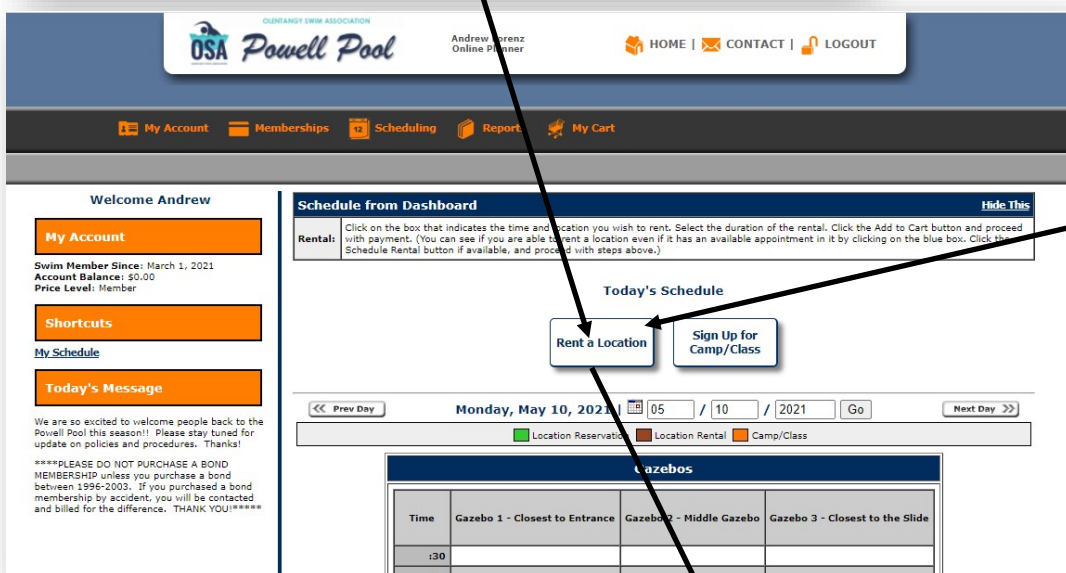 OLENTANGY SWIM ASSOCIATION
OSA Powell Pool
Andrew Lorenz
Online Planner
HOME | CONTACT | LOGOUT
My Account Memberships 12 Scheduling Reports My Cart
Welcome Andrew
My Account
Swim Member Since: March 1, 2021
Account Balance: $0.00
Price Level: Member
Shortcuts
My Schedule
Today's Message
We are so excited to welcome people back to the
Powell Pool this season!! Please stay tuned for
update on policies and procedures. Thanks!
****PLEASE DO NOT PURCHASE A BOND
MEMBERSHIP unless you purchase a bond
between 1996-2003. If you purchased a bond
membership by accident, you will be contacted
and billed for the difference. THANK YOU!*****
Schedule from Dashboard Hide This
Rental: Click on the box that indicates the time and location you wish to rent. Select the duration of the rental. Click the Add to Cart button and proceed
with payment. (You can see if you are able to rent a location even if it has an available appointment in it by clicking on the blue box. Click the
Schedule Rental button if available, and proceed with steps above.)
Today's Schedule
Rent a Location
Sign Up for
Camp/Class
Prev Day Monday, May 10, 2021 | 05 / 10 / 2021 Go Next Day
Location Reservation Location Rental Camp/Class
Gazebos
Time Gazebo 1 - Closest to Entrance Gazebo 2 - Middle Gazebo Gazebo 3 - Closest to the Slide
:30